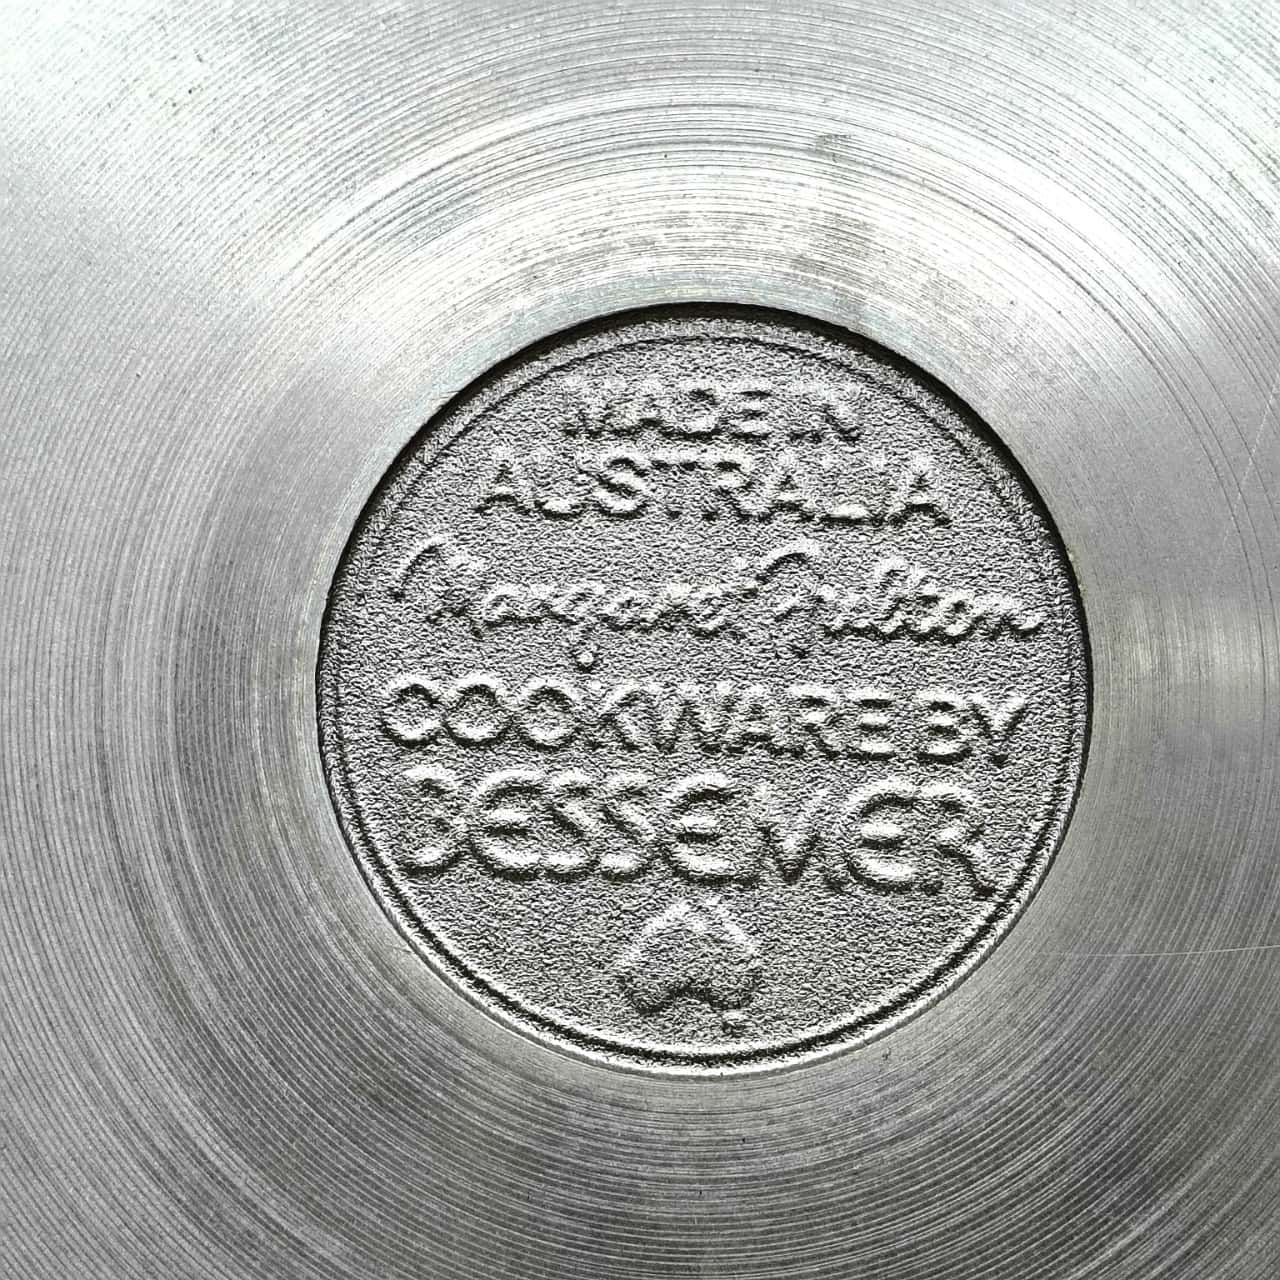 MADE IN
AUSTRALIA
Margaret Fulton
COOKWARE BY
BESSEMER